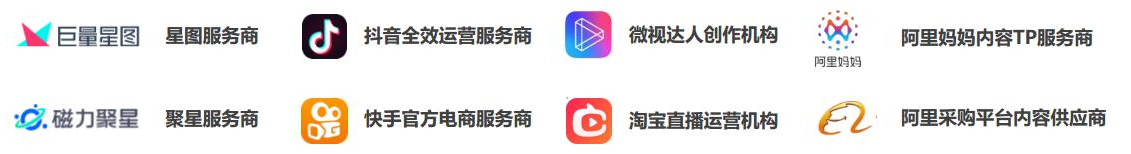 巨量星图 星图服务商 抖音全效运营服务商 微视达人创作机构 阿里妈妈内容TP服务商
阿里妈妈
磁力聚星 聚星服务商 快手官方电商服务商 淘宝直播运营机构 阿里采购平台内容供应商